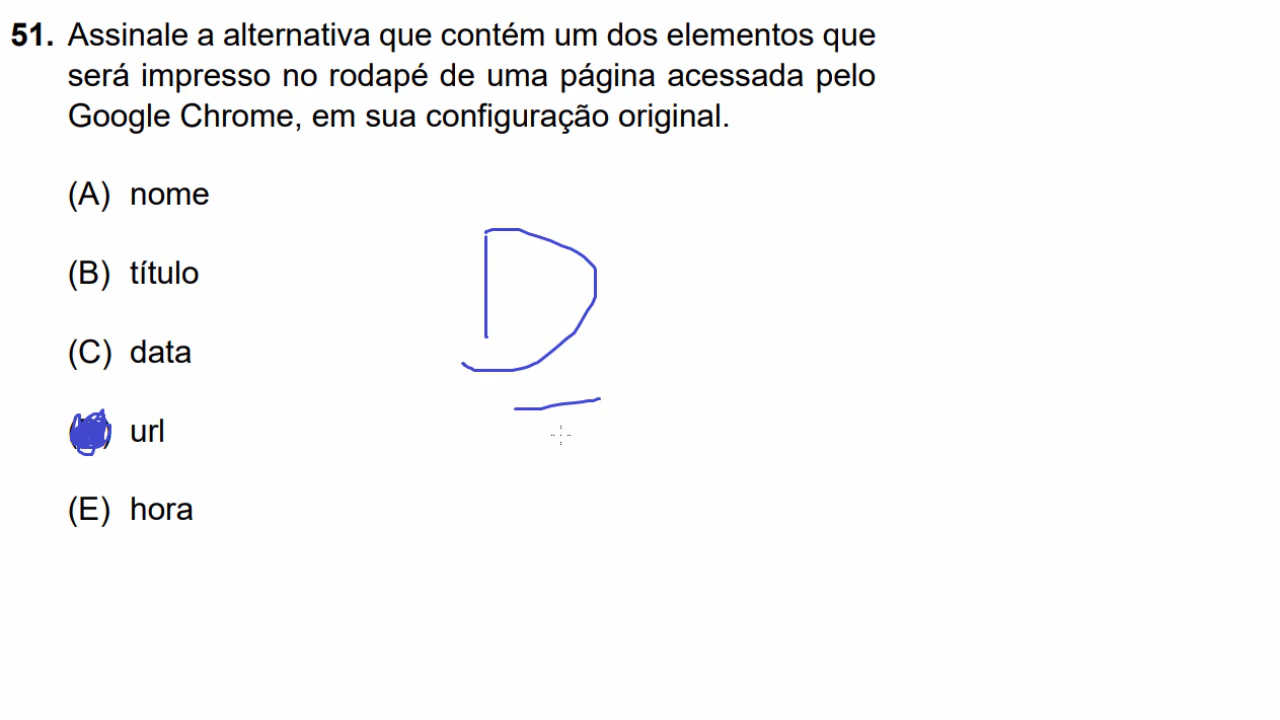 51. Assinale a alternativa que contém um dos elementos que
será impresso no rodapé de uma página acessada pelo
Google Chrome, em sua configuração original.
(A) nome
(B) título
(C) data
D
url
(E) hora